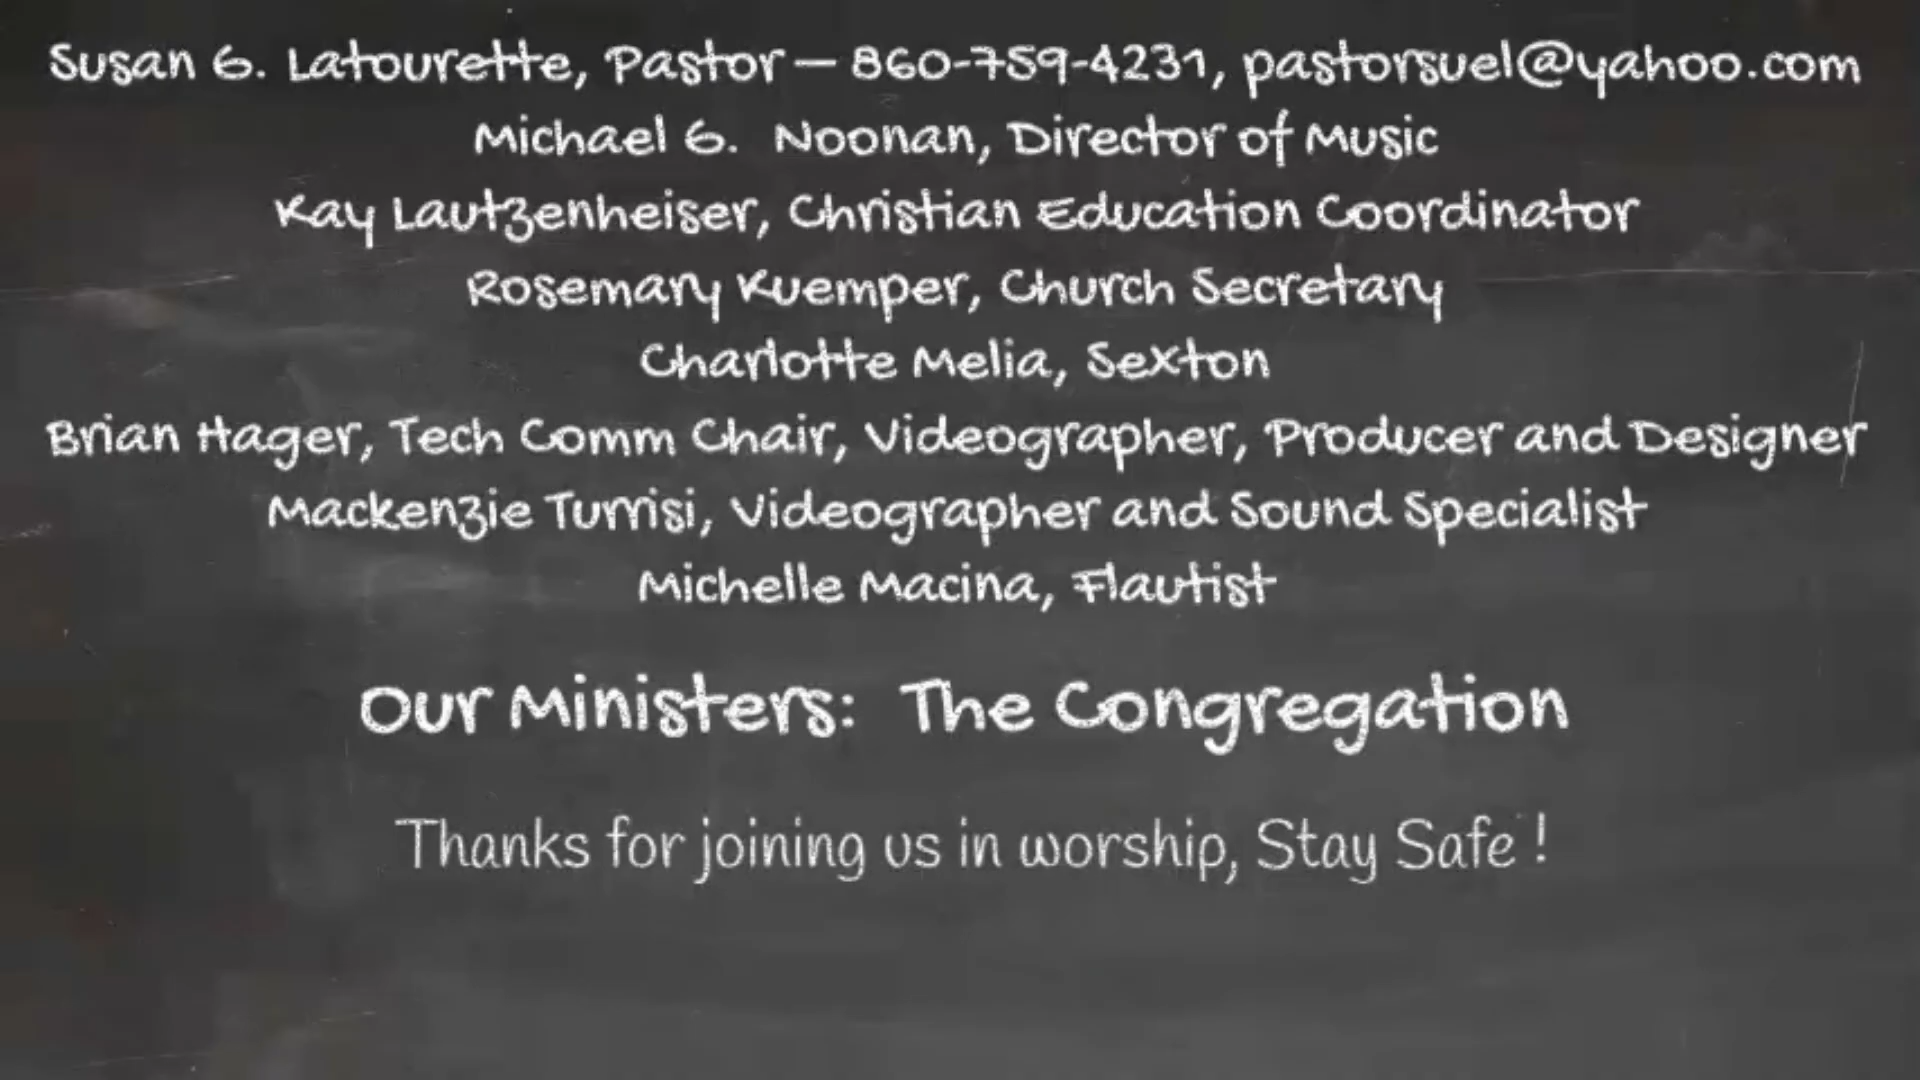 Susan G. Latourette, Pastor — 860-759-4231, pastorsuel@yahoo.com
Michael G. Noonan, Director of Music
Kay Lautzenheiser, Christian Education Coordinator
Rosemary Kuemper, Church Secretary
Charlotte Melia, Sexton
Brian Hager, Tech Comm Chair, Videographer, Producer and Designer
Mackenzie Turrisi, Videographer and Sound Specialist
Michelle Macina, Flautist
Our Ministers: The Congregation
Thanks for joining us in worship, Stay Safe !